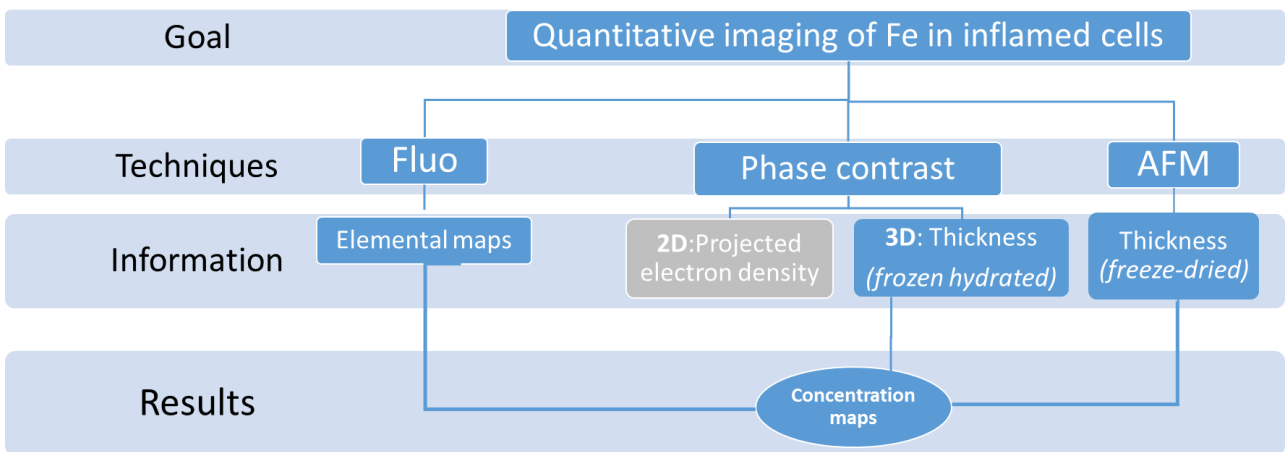 Goal
Quantitative imaging of Fe in inflamed cells
Techniques
Fluo
Phase contrast
AFM
Information
Elemental maps
2D:Projected
electron density
3D: Thickness
(frozen hydrated)
Thickness
(freeze-dried)
Results
Concentration
maps